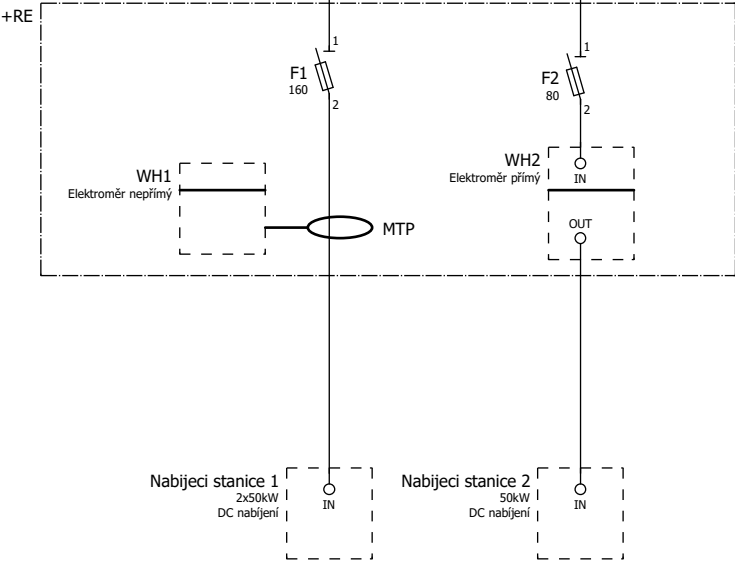 +RE
1
F1
160
2
1
F2
80
2
WH1
Elektroměr nepřímý
MTP
WH2
Elektroměr přímý
IN
OUT
Nabijeci stanice 1
2x50kW
DC nabíjení
IN
Nabijeci stanice 2
50kW
DC nabíjení
IN